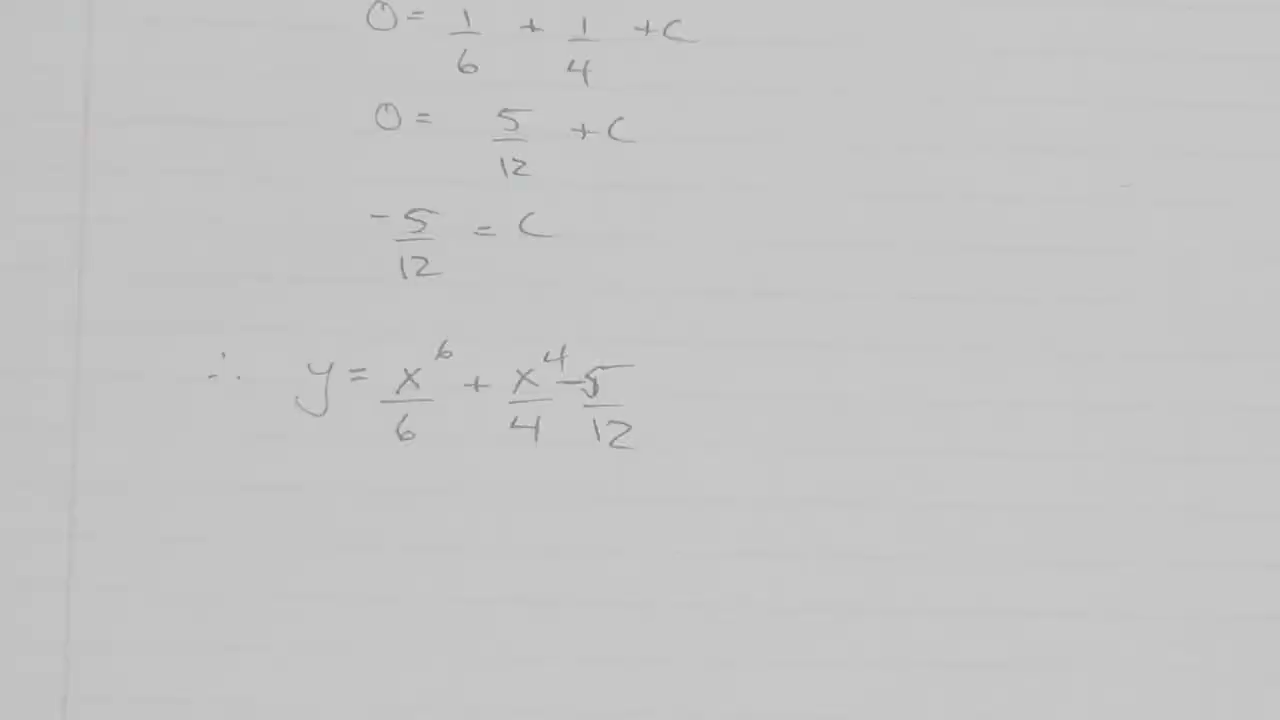 0 = 1/6 + 1/4 + C
0 = 5/12 + C
-5/12 = C
∴ y = x^6/6 + x^4/4 - 5/12